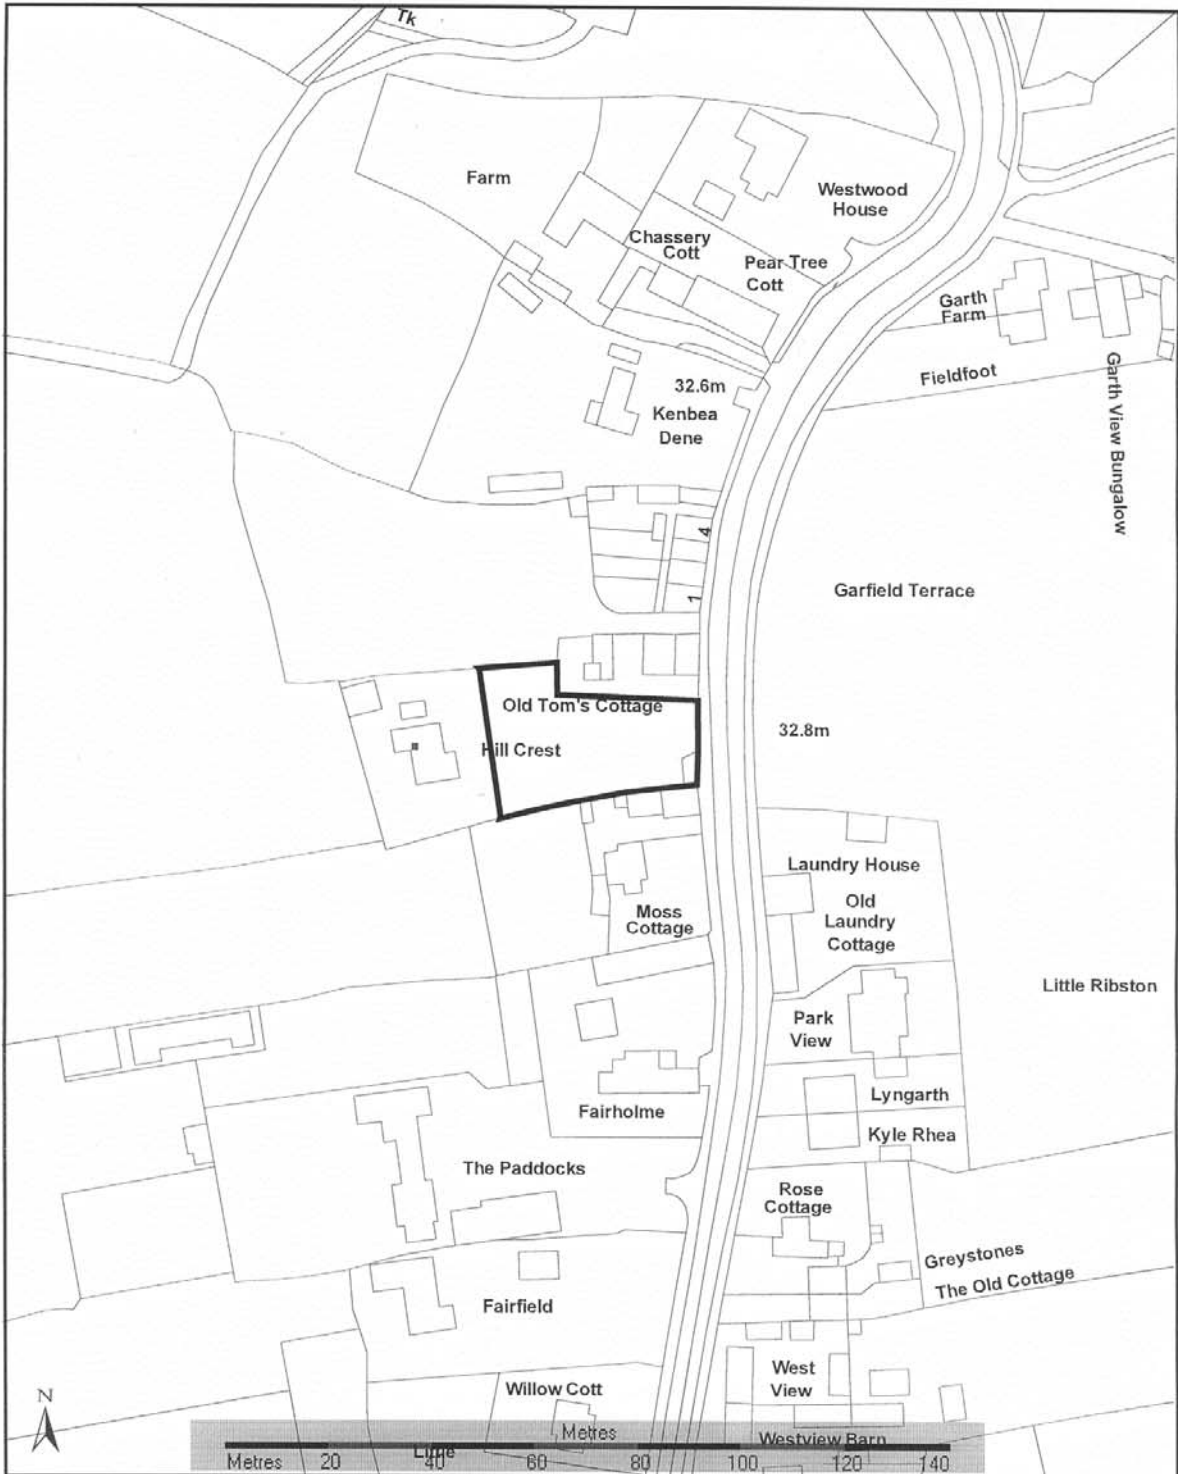 Tk
Farm
Westwood
House
Chassery
Cott
Pear Tree
Cott
Garth
Farm
Fieldfoot
Garth View Bungalow
32.6m
Kenbea
Dene
4
1
Garfield Terrace
Old Tom's Cottage
Hill Crest
32.8m
Laundry House
Old
Laundry
Cottage
Moss
Cottage
Little Ribston
Park
View
Lyngarth
Fairholme
Kyle Rhea
The Paddocks
Rose
Cottage
Greystones
The Old Cottage
Fairfield
West
View
Willow Cott
N
Metres
Westview Barn
Metres 20 40 60 80 100 120 140